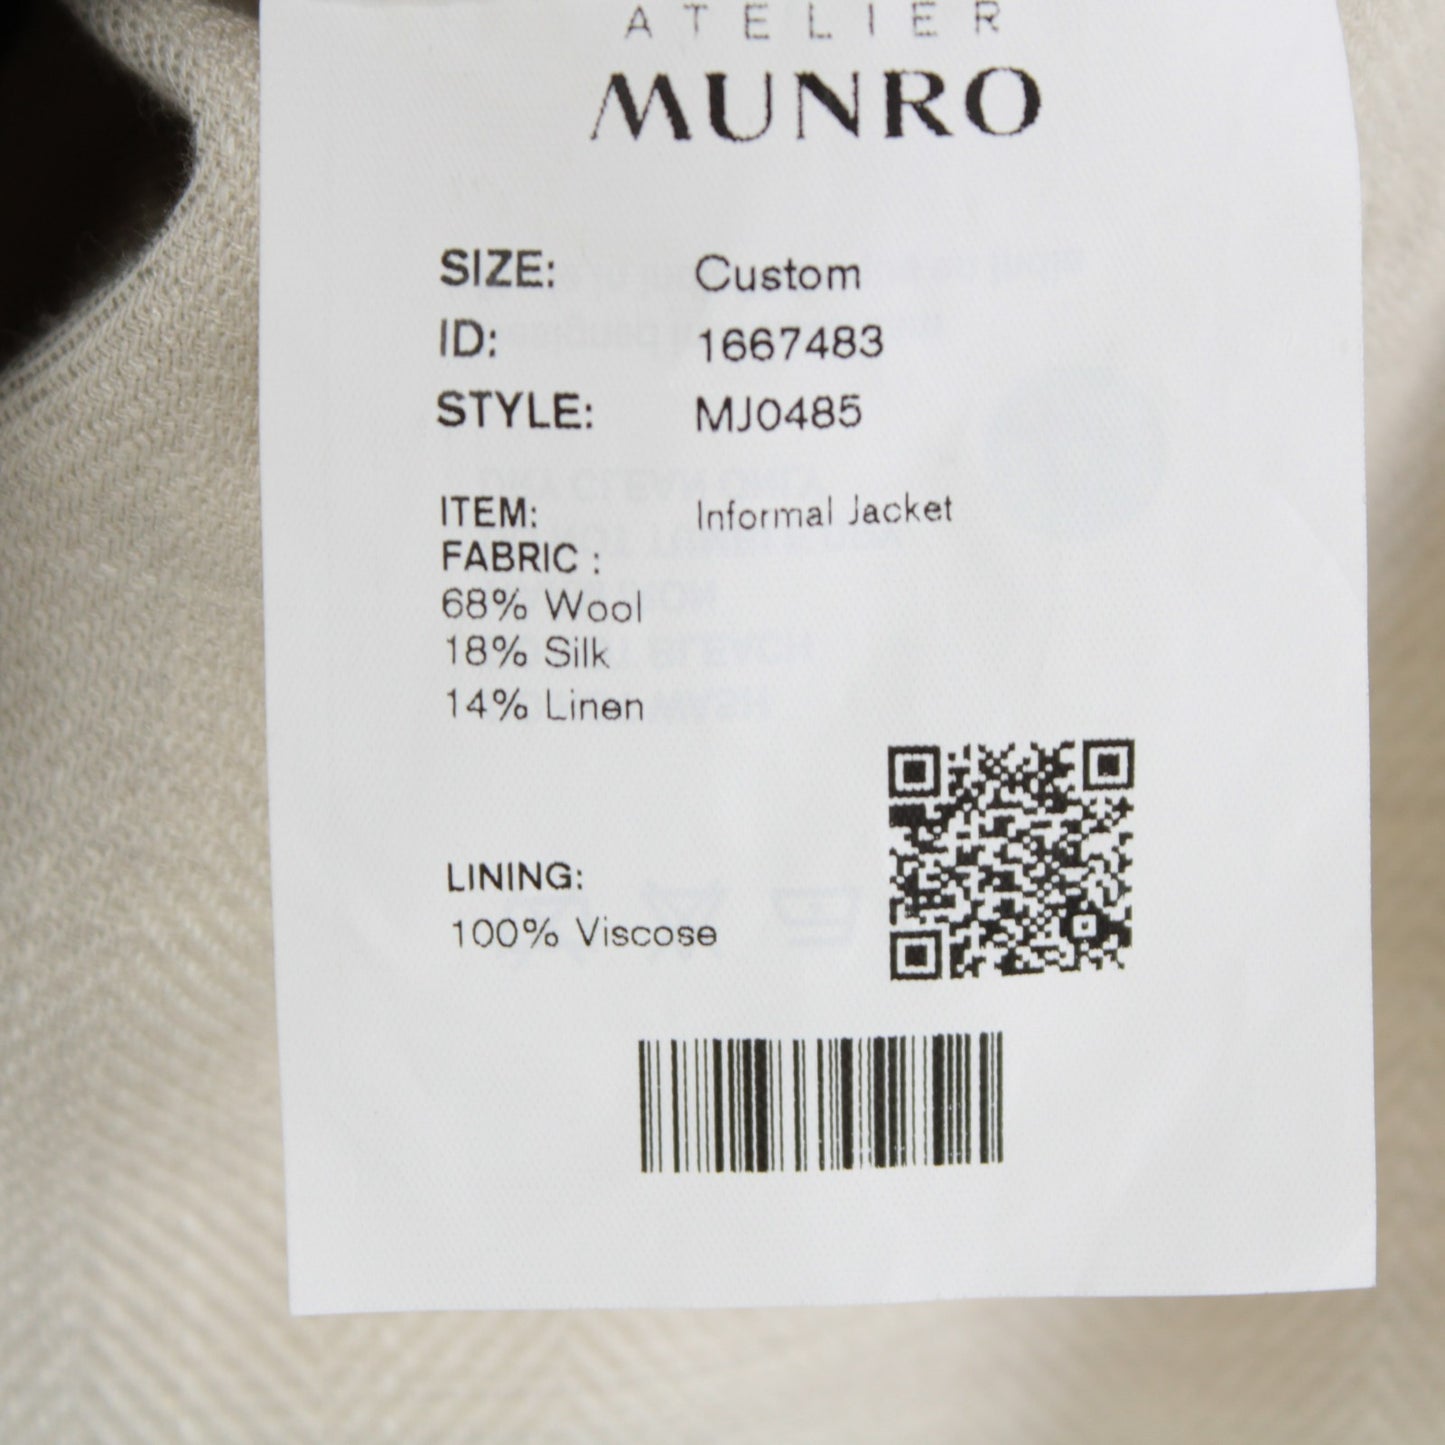 ATELIER
MUNRO
SIZE: Custom
ID: 1667483
STYLE: MJ0485
ITEM: Informal Jacket
FABRIC :
68% Wool
18% Silk
14% Linen
LINING:
100% Viscose